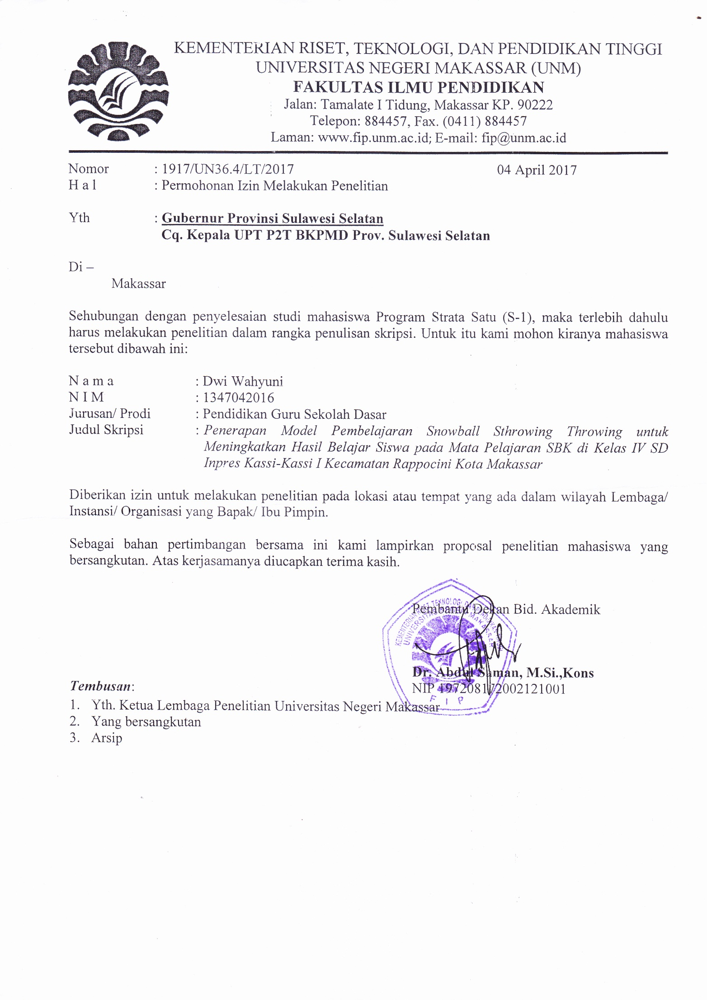 KEMENTERIAN RISET, TEKNOLOGI, DAN PENDIDIKAN TINGGI
UNIVERSITAS NEGERI MAKASSAR (UNM)
FAKULTAS ILMU PENDIDIKAN
Jalan: Tamalate I Tidung, Makassar KP. 90222
Telepon: 884457, Fax. (0411) 884457
Laman: www.fip.unm.ac.id; E-mail: fip@unm.ac.id
Nomor : 1917/UN36.4/LT/2017 04 April 2017
H a l : Permohonan Izin Melakukan Penelitian
Yth : Gubernur Provinsi Sulawesi Selatan
Cq. Kepala UPT P2T BKPMD Prov. Sulawesi Selatan
Di –
Makassar
Sehubungan dengan penyelesaian studi mahasiswa Program Strata Satu (S-1), maka terlebih dahulu
harus melakukan penelitian dalam rangka penulisan skripsi. Untuk itu kami mohon kiranya mahasiswa
tersebut dibawah ini:
N a m a : Dwi Wahyuni
N I M : 1347042016
Jurusan/ Prodi : Pendidikan Guru Sekolah Dasar
Judul Skripsi : Penerapan Model Pembelajaran Snowball Sthrowing Throwing untuk
Meningkatkan Hasil Belajar Siswa pada Mata Pelajaran SBK di Kelas IV SD
Inpres Kassi-Kassi I Kecamatan Rappocini Kota Makassar
Diberikan izin untuk melakukan penelitian pada lokasi atau tempat yang ada dalam wilayah Lembaga/
Instansi/ Organisasi yang Bapak/ Ibu Pimpin.
Sebagai bahan pertimbangan bersama ini kami lampirkan proposal penelitian mahasiswa yang
bersangkutan. Atas kerjasamanya diucapkan terima kasih.
Pembantu Dekan Bid. Akademik
KEMENTERIAN RISET TEKNOLOGI DAN PENDIDIKAN TINGGI
UNIVERSITAS NEGERI MAKASSAR
F I P
Dr. Abdul Saman, M.Si.,Kons
NIP 197208172002121001
Tembusan:
1. Yth. Ketua Lembaga Penelitian Universitas Negeri Makassar
2. Yang bersangkutan
3. Arsip